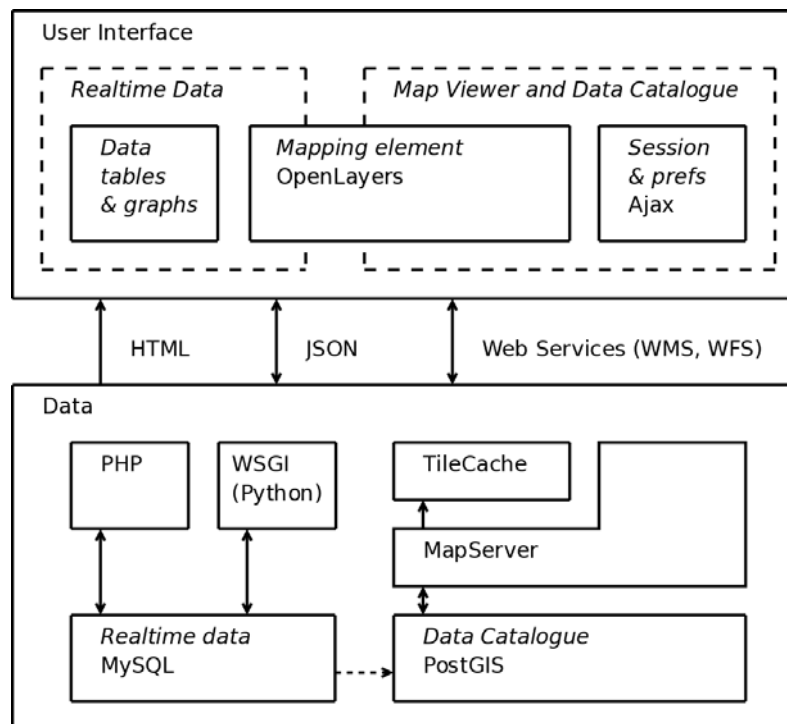 User Interface
Realtime Data
Map Viewer and Data Catalogue
Data
tables
& graphs
Mapping element
OpenLayers
Session
& prefs
Ajax
HTML
JSON
Web Services (WMS, WFS)
Data
PHP
WSGI
(Python)
TileCache
MapServer
Realtime data
MySQL
Data Catalogue
PostGIS